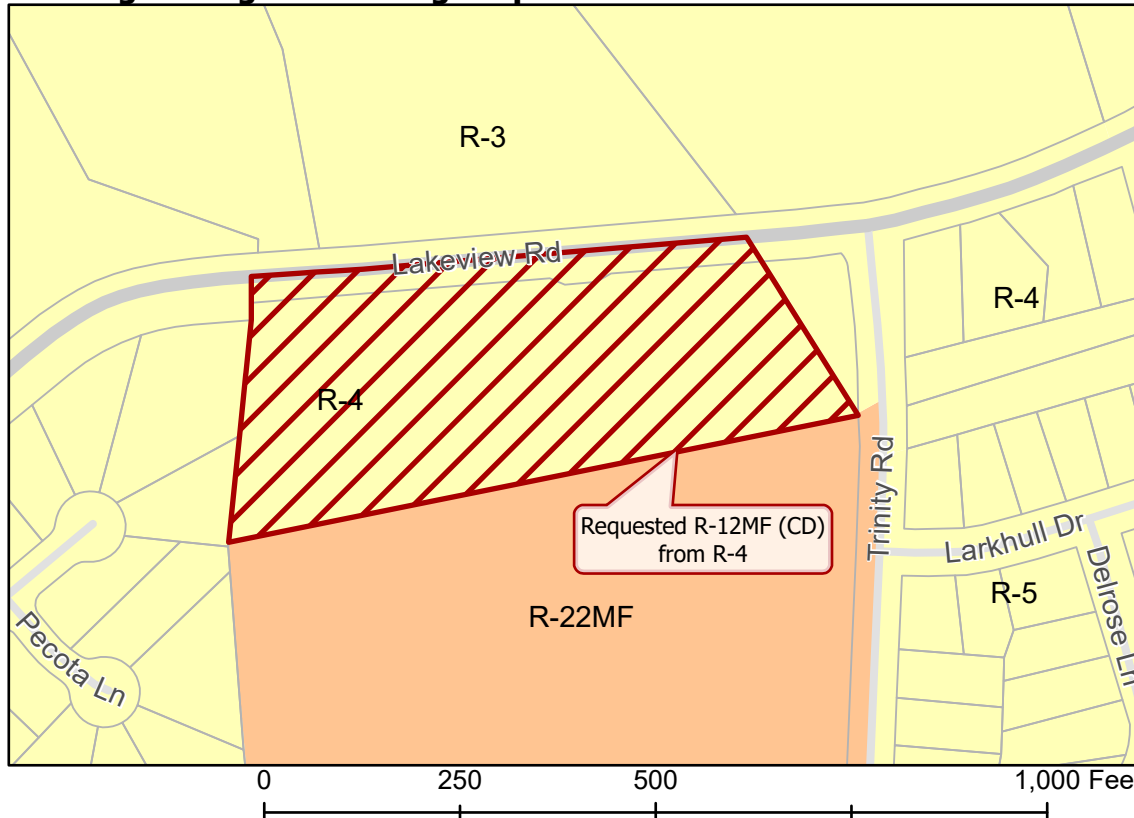 R-3
Lakeview Rd
R-4
R-4
Trinity Rd
Requested R-12MF (CD)
from R-4
Larkhull Dr
Delrose Ln
R-5
R-22MF
Pecota Ln
0 250 500 1,000 Fee